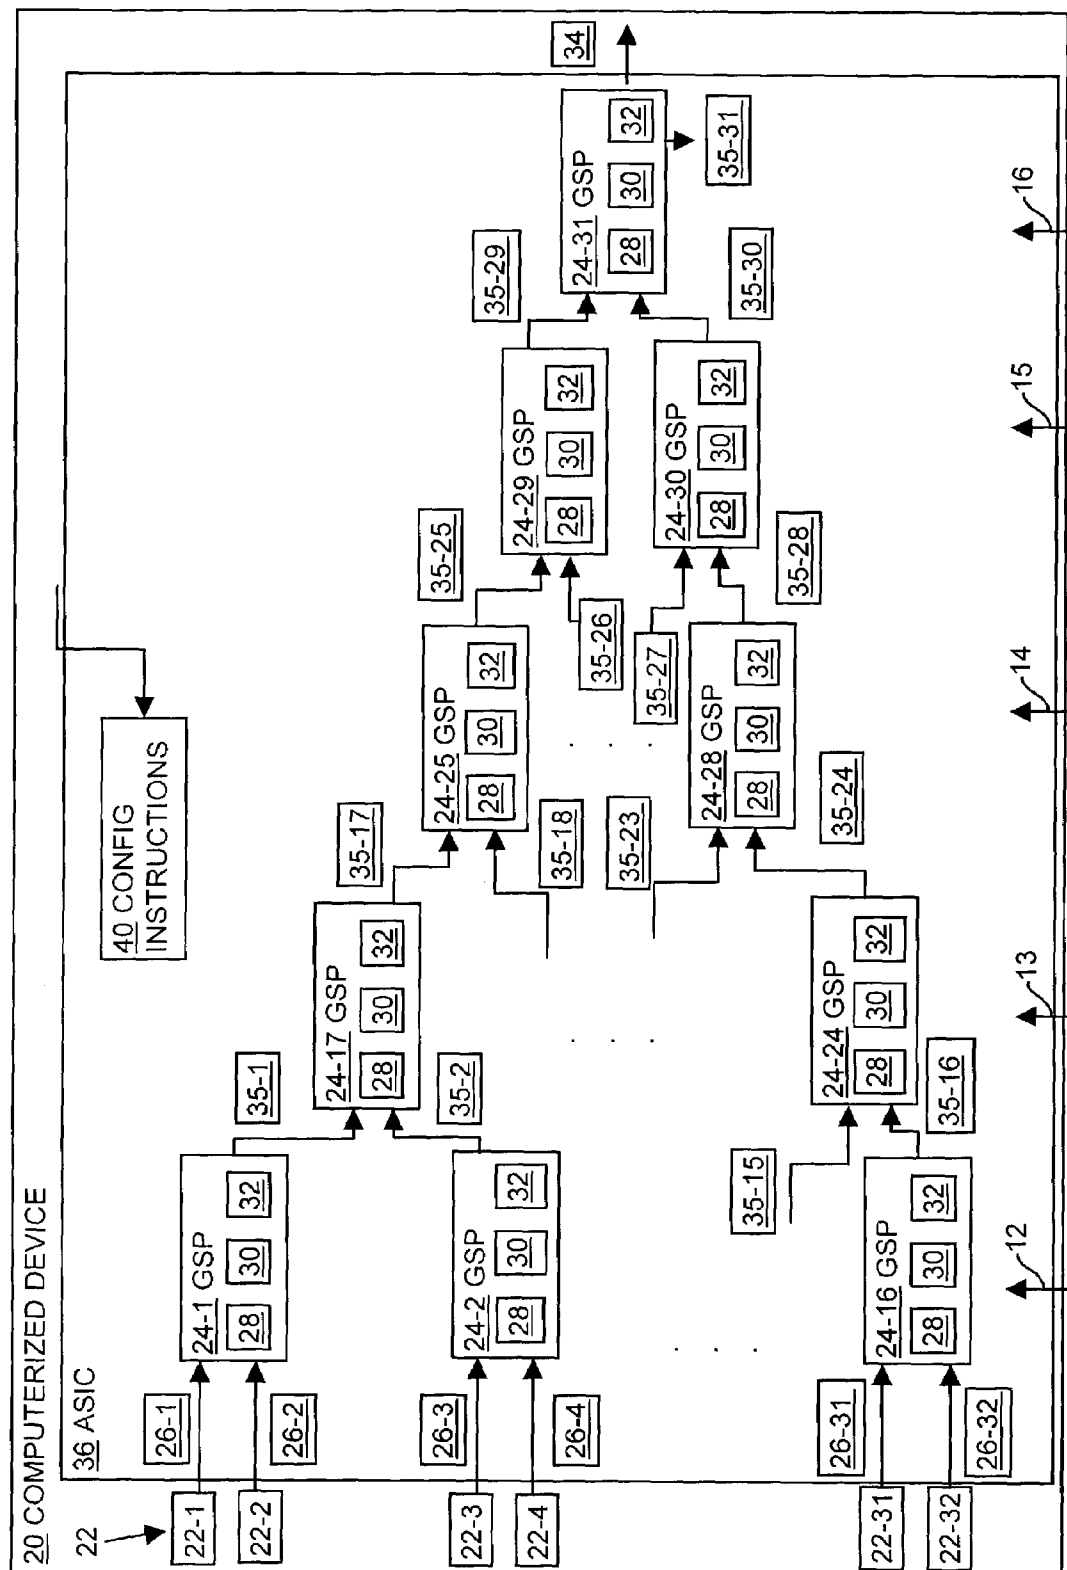 20 COMPUTERIZED DEVICE
36 ASIC
40 CONFIG
INSTRUCTIONS
22
22-1
22-2
22-3
22-4
22-31
22-32
26-1
26-2
26-3
26-4
26-31
26-32
24-1 GSP
28 30 32
24-2 GSP
28 30 32
24-16 GSP
28 30 32
35-1
35-2
35-15
35-16
24-17 GSP
28 30 32
24-24 GSP
28 30 32
35-17
35-18
35-23
35-24
24-25 GSP
28 30 32
24-28 GSP
28 30 32
35-25
35-26
35-27
35-28
24-29 GSP
28 30 32
24-30 GSP
28 30 32
35-29
35-30
24-31 GSP
28 30 32
34
35-31
12
13
14
15
16